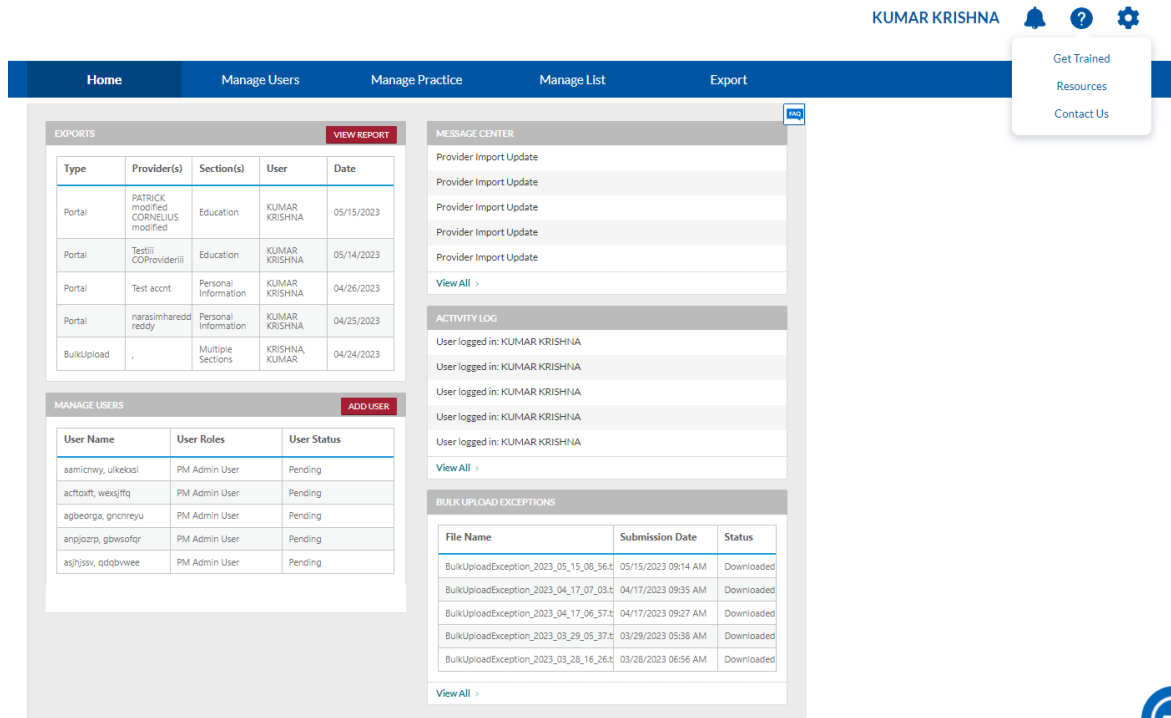 KUMAR KRISHNA
Get Trained
Resources
Contact Us
Home Manage Users Manage Practice Manage List Export
FAQ
EXPORTS VIEW REPORT
Type Provider(s) Section(s) User Date
Portal PATRICK modified CORNELIUS modified Education KUMAR KRISHNA 05/15/2023
Portal Testiii COProvideriii Education KUMAR KRISHNA 05/14/2023
Portal Test accnt Personal Information KUMAR KRISHNA 04/26/2023
Portal narasimharedd reddy Personal Information KUMAR KRISHNA 04/25/2023
BulkUpload , Multiple Sections KRISHNA, KUMAR 04/24/2023
MANAGE USERS ADD USER
User Name User Roles User Status
aamicnwy, ulkekxsi PM Admin User Pending
acftoxft, wexsjffq PM Admin User Pending
agbeorga, gncnreyu PM Admin User Pending
anpjozrp, gbwsofqr PM Admin User Pending
asjhjssv, qdqbvwee PM Admin User Pending
MESSAGE CENTER
Provider Import Update
Provider Import Update
Provider Import Update
Provider Import Update
Provider Import Update
View All ›
ACTIVITY LOG
User logged in: KUMAR KRISHNA
User logged in: KUMAR KRISHNA
User logged in: KUMAR KRISHNA
User logged in: KUMAR KRISHNA
User logged in: KUMAR KRISHNA
View All ›
BULK UPLOAD EXCEPTIONS
File Name Submission Date Status
BulkUploadException_2023_05_15_08_56.t 05/15/2023 09:14 AM Downloaded
BulkUploadException_2023_04_17_07_03.t 04/17/2023 09:35 AM Downloaded
BulkUploadException_2023_04_17_06_57.t 04/17/2023 09:27 AM Downloaded
BulkUploadException_2023_03_29_05_37.t 03/29/2023 05:38 AM Downloaded
BulkUploadException_2023_03_28_16_26.t 03/28/2023 06:56 AM Downloaded
View All ›